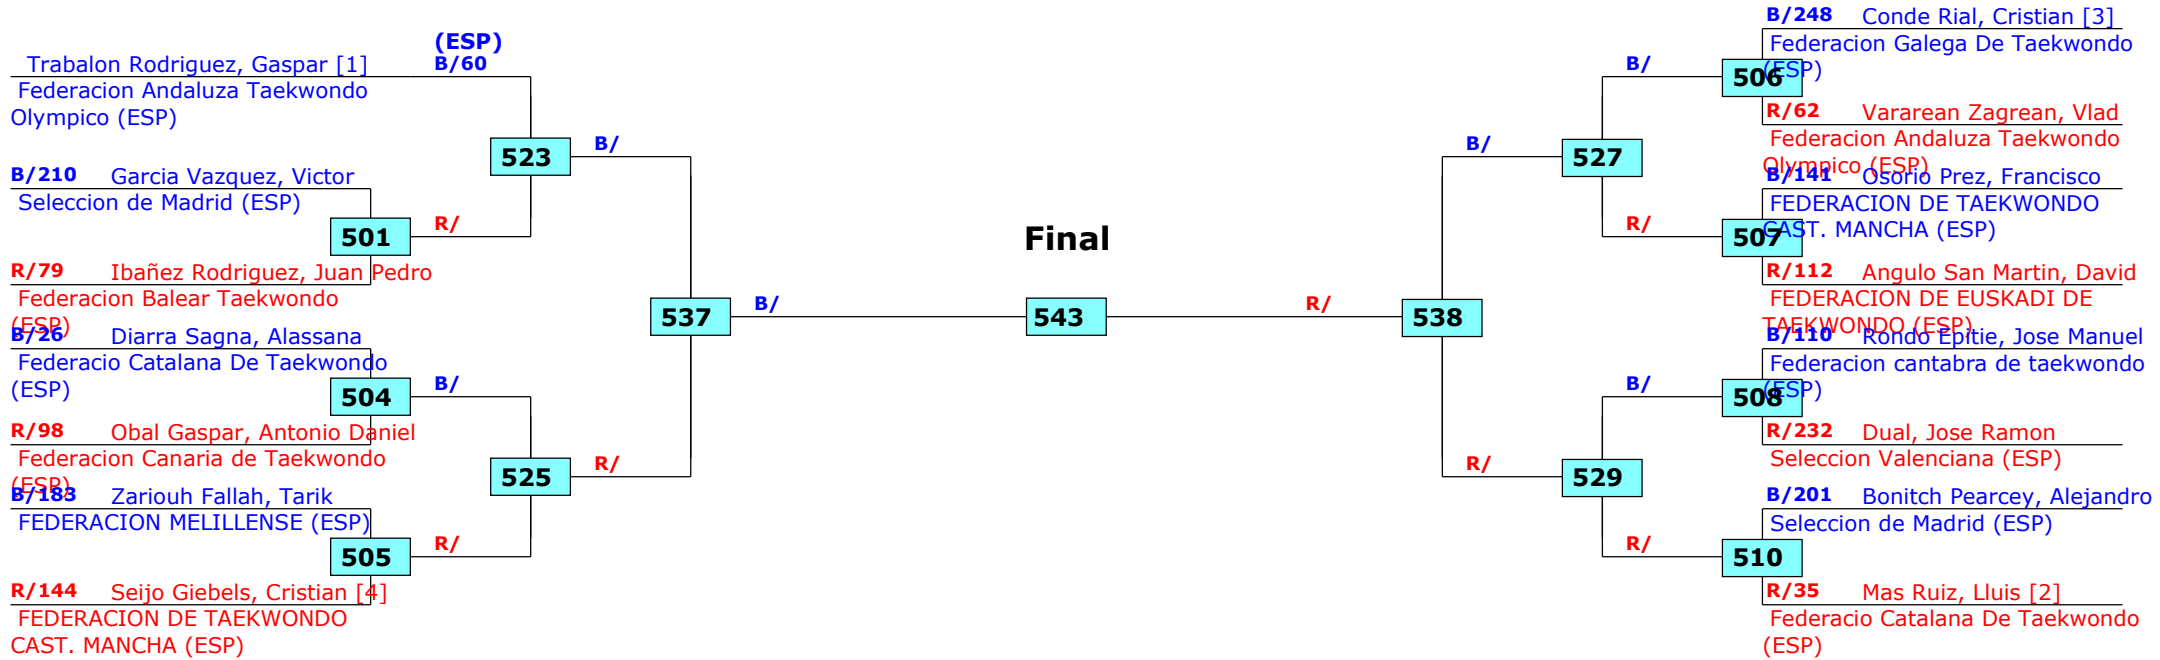 (ESP)
Trabalon Rodriguez, Gaspar [1]
B/60
Federacion Andaluza Taekwondo
Olympico (ESP)
523
B/
B/210 Garcia Vazquez, Victor
Seleccion de Madrid (ESP)
501
R/
R/79 Ibañez Rodriguez, Juan Pedro
Federacion Balear Taekwondo
(ESP)
537
B/
B/26 Diarra Sagna, Alassana
Federacio Catalana De Taekwondo
(ESP)
504
B/
R/98 Obal Gaspar, Antonio Daniel
Federacion Canaria de Taekwondo
(ESP)
525
R/
B/183 Zariouh Fallah, Tarik
FEDERACION MELILLENSE (ESP)
505
R/
R/144 Seijo Giebels, Cristian [4]
FEDERACION DE TAEKWONDO
CAST. MANCHA (ESP)
Final
543
B/248 Conde Rial, Cristian [3]
Federacion Galega De Taekwondo
(ESP)
B/
506
R/62 Vararean Zagrean, Vlad
Federacion Andaluza Taekwondo
Olympico (ESP)
B/
527
B/141 Osorio Prez, Francisco
FEDERACION DE TAEKWONDO
CAST. MANCHA (ESP)
R/
507
R/112 Angulo San Martin, David
FEDERACION DE EUSKADI DE
TAEKWONDO (ESP)
R/
538
B/110 Rondo Epitie, Jose Manuel
Federacion cantabra de taekwondo
(ESP)
B/
508
R/232 Dual, Jose Ramon
Seleccion Valenciana (ESP)
R/
529
B/201 Bonitch Pearcey, Alejandro
Seleccion de Madrid (ESP)
R/
510
R/35 Mas Ruiz, Lluis [2]
Federacio Catalana De Taekwondo
(ESP)